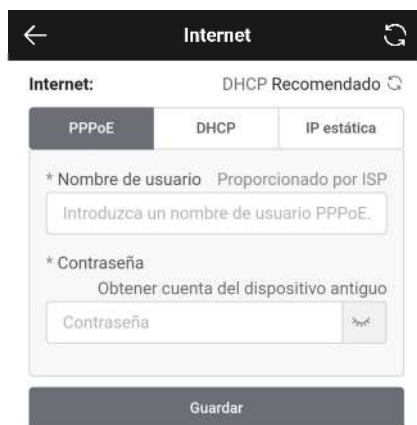 Internet
Internet: DHCP Recomendado
PPPoE DHCP IP estática
* Nombre de usuario Proporcionado por ISP
Introduzca un nombre de usuario PPPoE.
* Contraseña
Obtener cuenta del dispositivo antiguo
Contraseña
Guardar